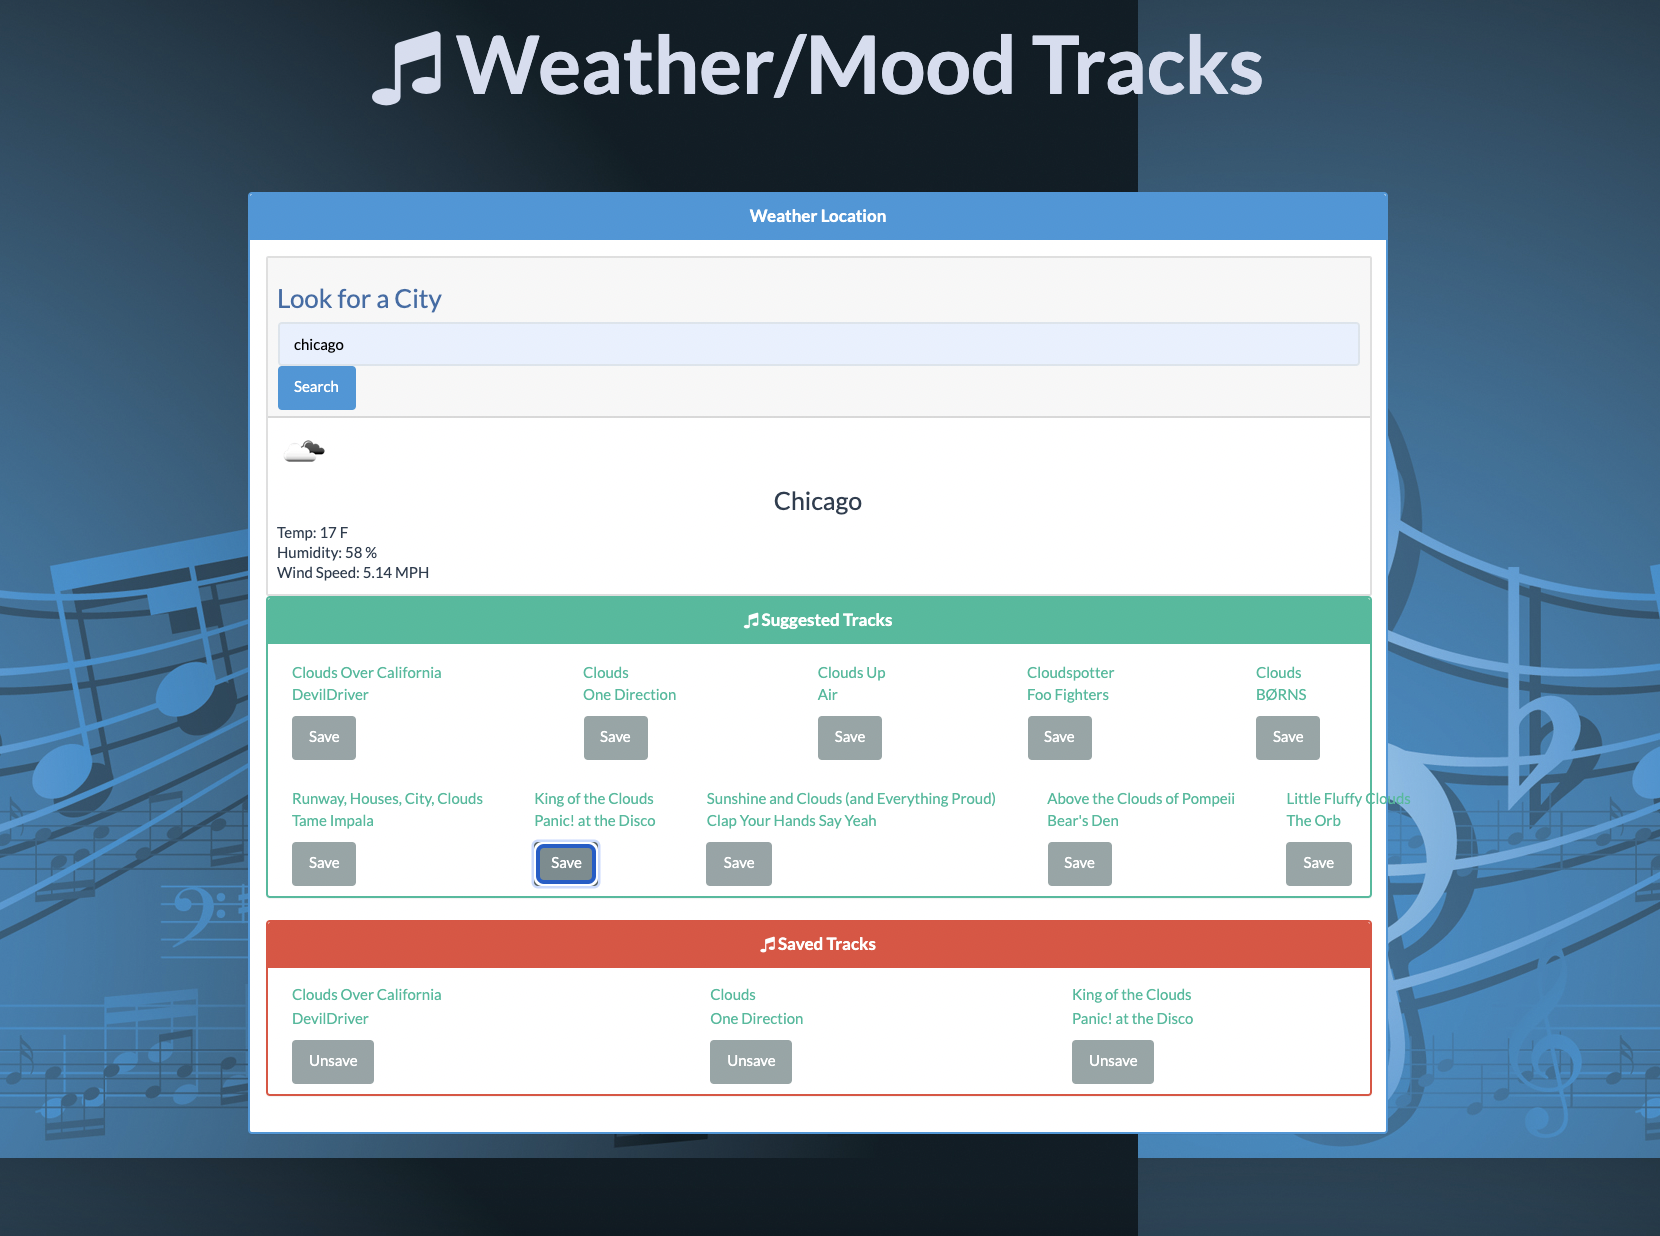 Weather/Mood Tracks
Weather Location
Look for a City
chicago
Search
Chicago
Temp: 17 F
Humidity: 58 %
Wind Speed: 5.14 MPH
Suggested Tracks
Clouds Over California Clouds Clouds Up Cloudspotter Clouds
DevilDriver One Direction Air Foo Fighters BØRNS
Save Save Save Save Save
Runway, Houses, City, Clouds King of the Clouds Sunshine and Clouds (and Everything Proud) Above the Clouds of Pompeii Little Fluffy Clouds
Tame Impala Panic! at the Disco Clap Your Hands Say Yeah Bear's Den The Orb
Save Save Save Save Save
Saved Tracks
Clouds Over California Clouds King of the Clouds
DevilDriver One Direction Panic! at the Disco
Unsave Unsave Unsave